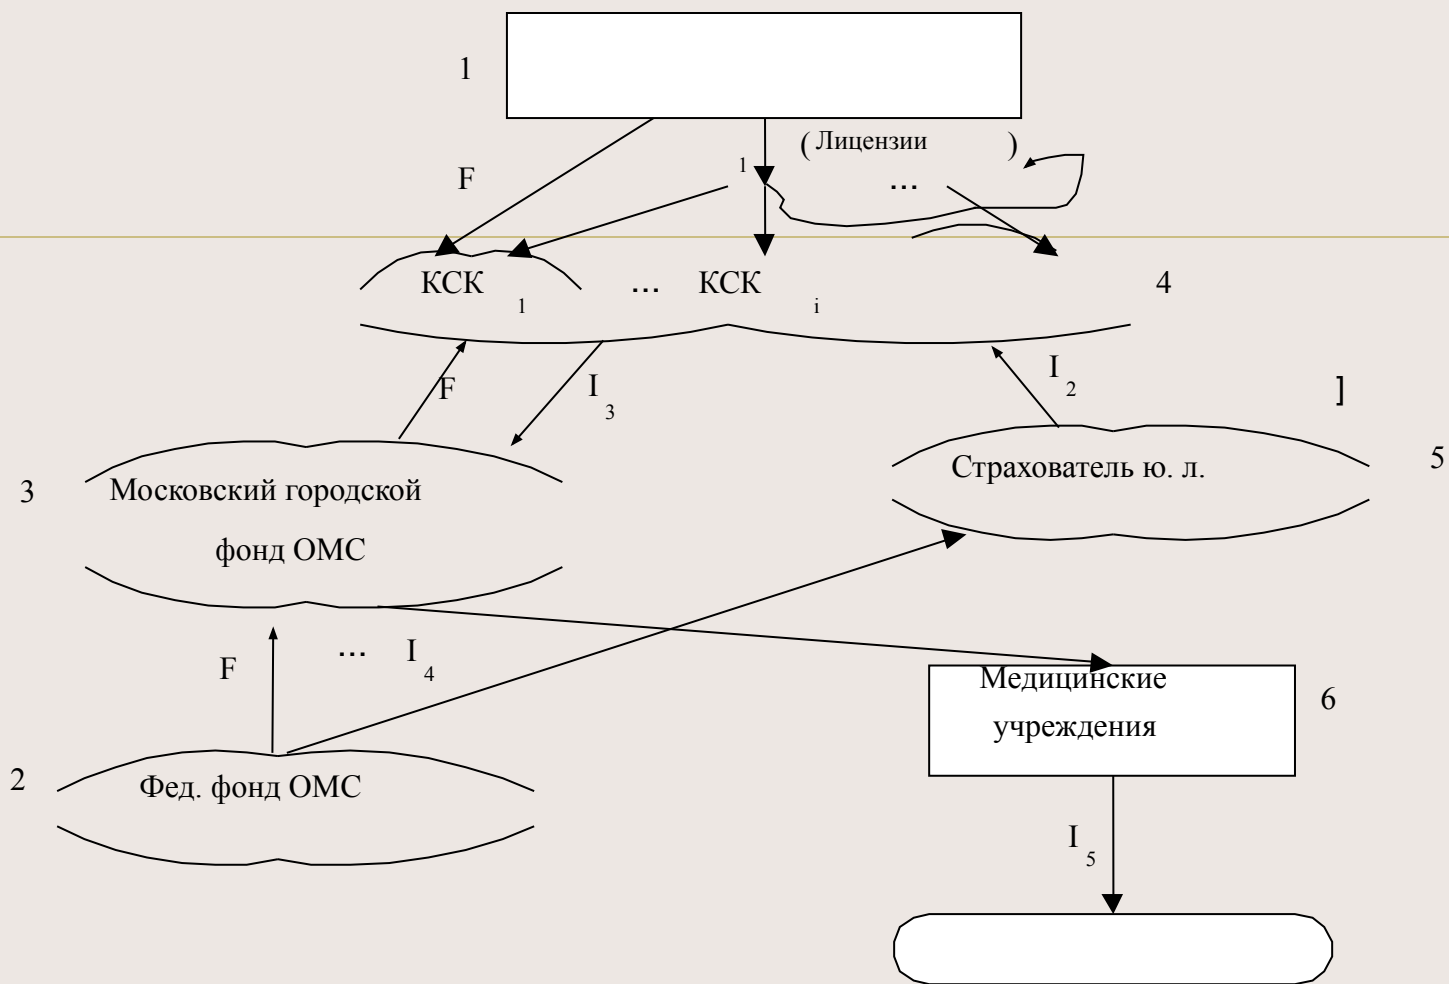 1
( Лицензии )
F
1
...
КСК 1 ... КСК i
4
F
I 3
I 2
]
3
Московский городской
фонд ОМС
Страхователь ю. л.
5
F
... I 4
Медицинские
учреждения
6
2
Фед. фонд ОМС
I 5